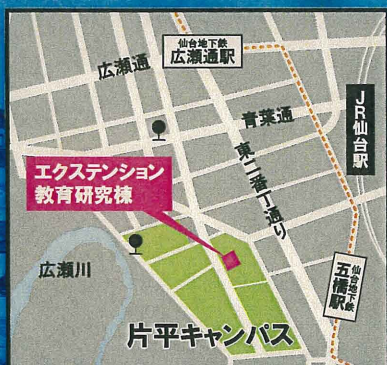 仙台地下鉄
広瀬通駅
広瀬通
青葉通
JR仙台駅
東二番丁通り
エクステンション
教育研究棟
広瀬川
仙台地下鉄
五橋駅
片平キャンパス